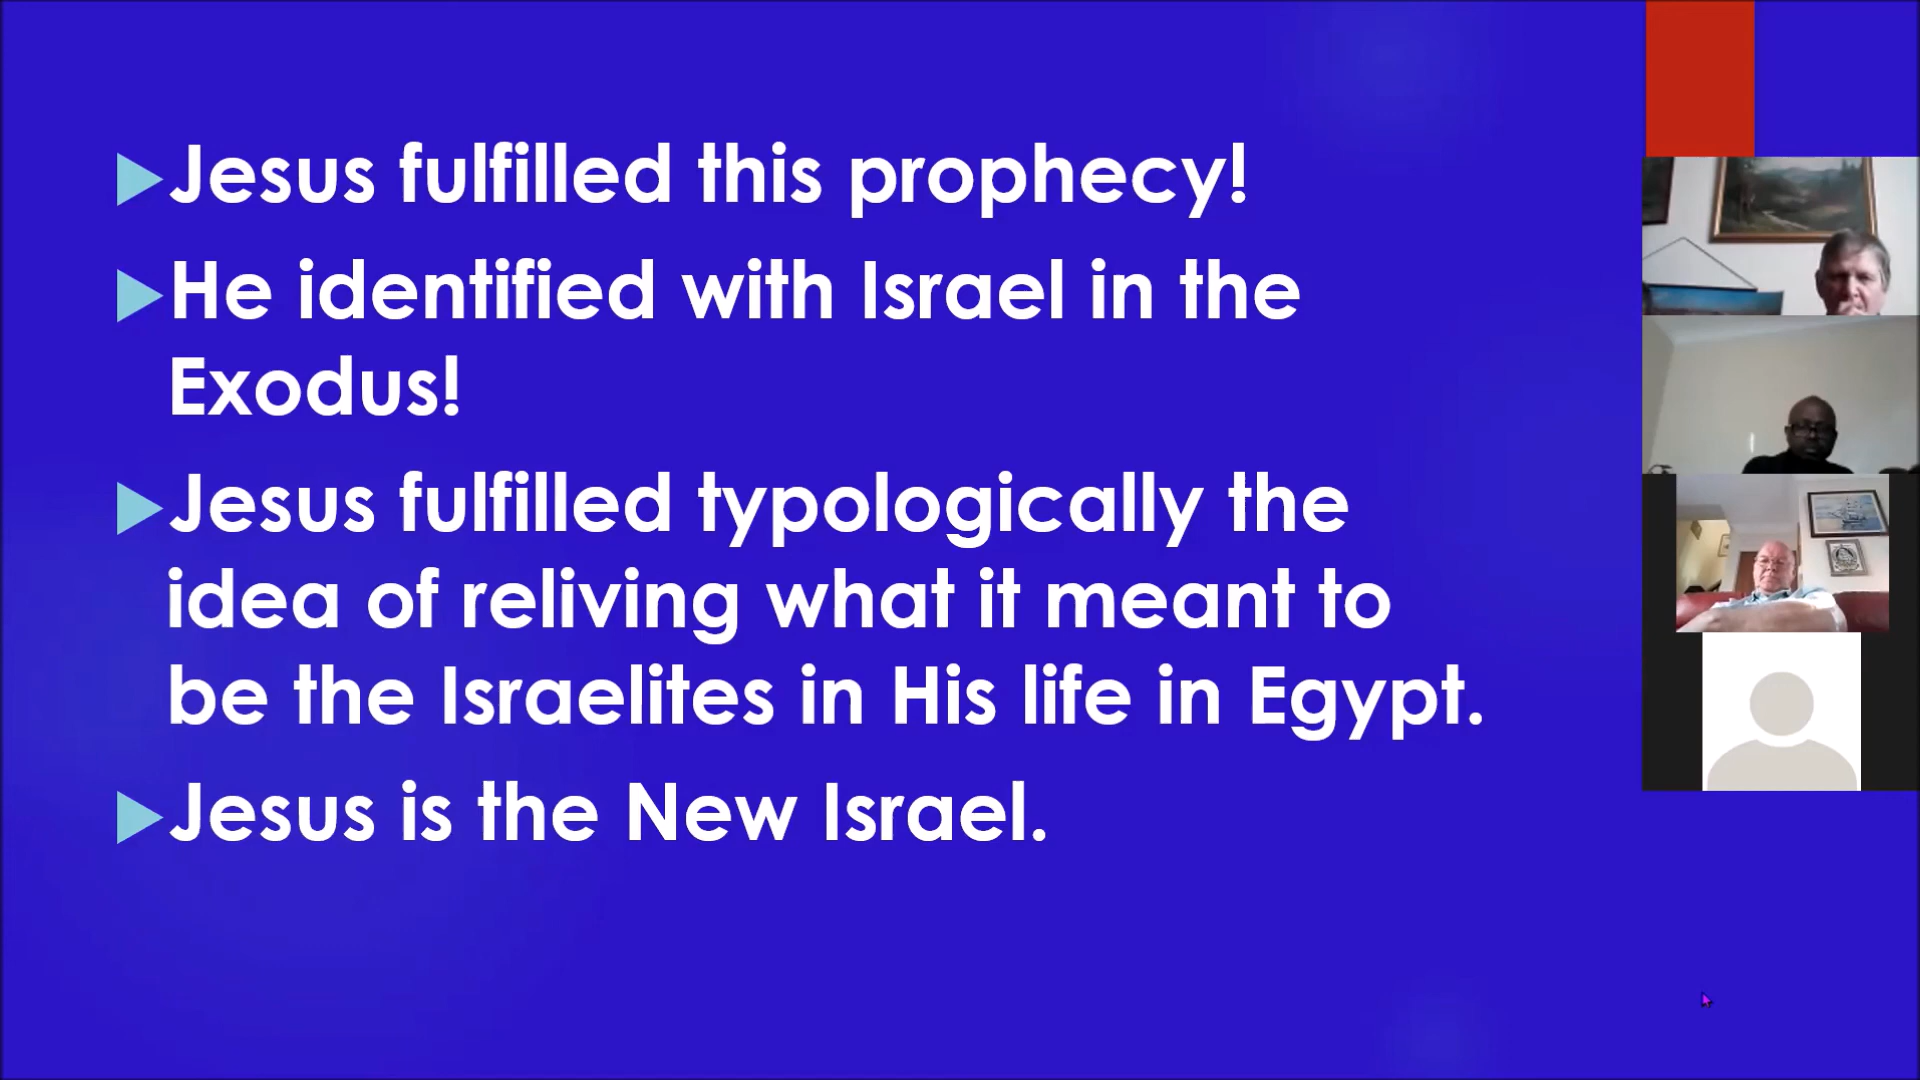 Jesus fulfilled this prophecy!
He identified with Israel in the
Exodus!
Jesus fulfilled typologically the
idea of reliving what it meant to
be the Israelites in His life in Egypt.
Jesus is the New Israel.